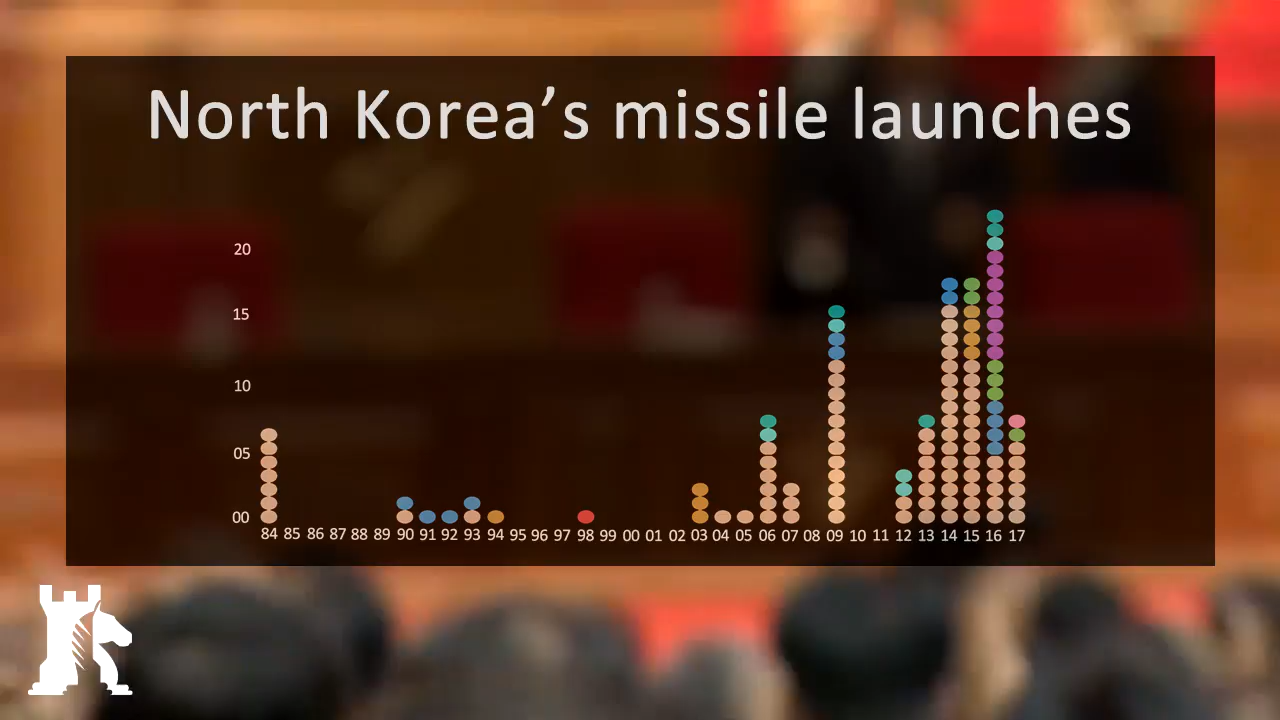 North Korea’s missile launches
20
15
10
05
00
84 85 86 87 88 89 90 91 92 93 94 95 96 97 98 99 00 01 02 03 04 05 06 07 08 09 10 11 12 13 14 15 16 17